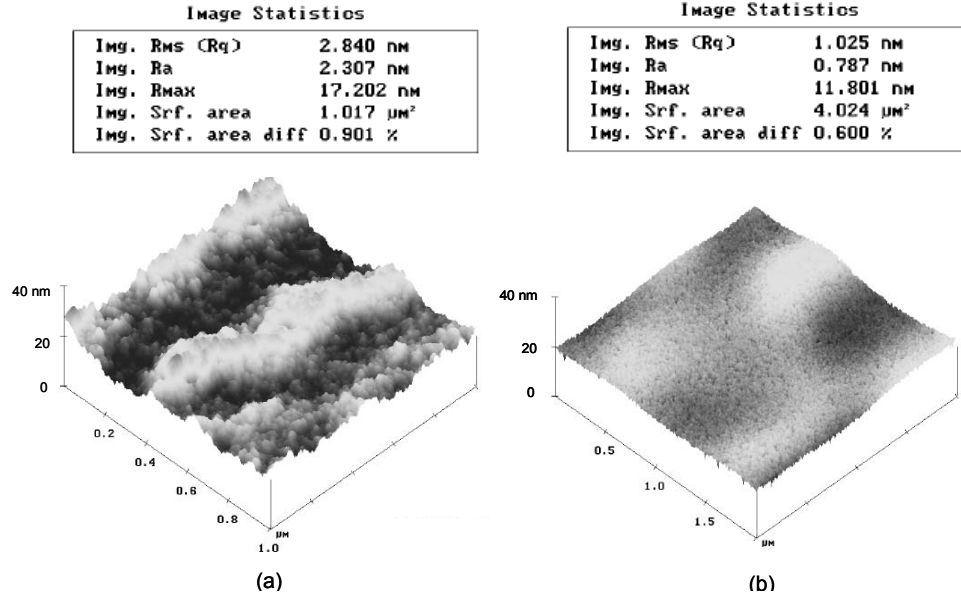 Image Statistics
Img. Rms (Rq) 2.840 nm
Img. Ra 2.307 nm
Img. Rmax 17.202 nm
Img. Srf. area 1.017 µm²
Img. Srf. area diff 0.901 %
40 nm
20
0
0.2
0.4
0.6
0.8
1.0
µm
(a)
Image Statistics
Img. Rms (Rq) 1.025 nm
Img. Ra 0.787 nm
Img. Rmax 11.801 nm
Img. Srf. area 4.024 µm²
Img. Srf. area diff 0.600 %
40 nm
20
0
0.5
1.0
1.5
µm
(b)